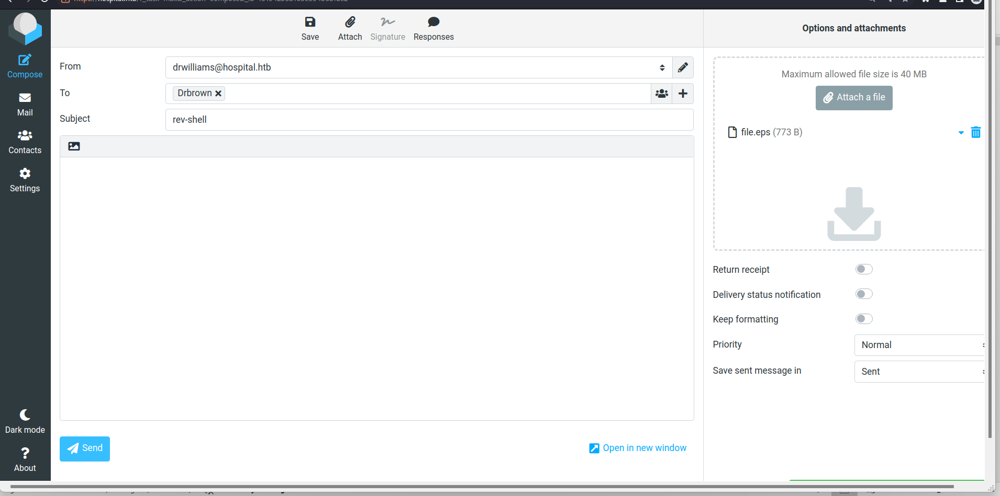 Save
Attach
Signature
Responses
Options and attachments
Compose
Mail
Contacts
Settings
Dark mode
About
From
drwilliams@hospital.htb
To
Drbrown
Subject
rev-shell
Send
Open in new window
Maximum allowed file size is 40 MB
Attach a file
file.eps (773 B)
Return receipt
Delivery status notification
Keep formatting
Priority
Normal
Save sent message in
Sent